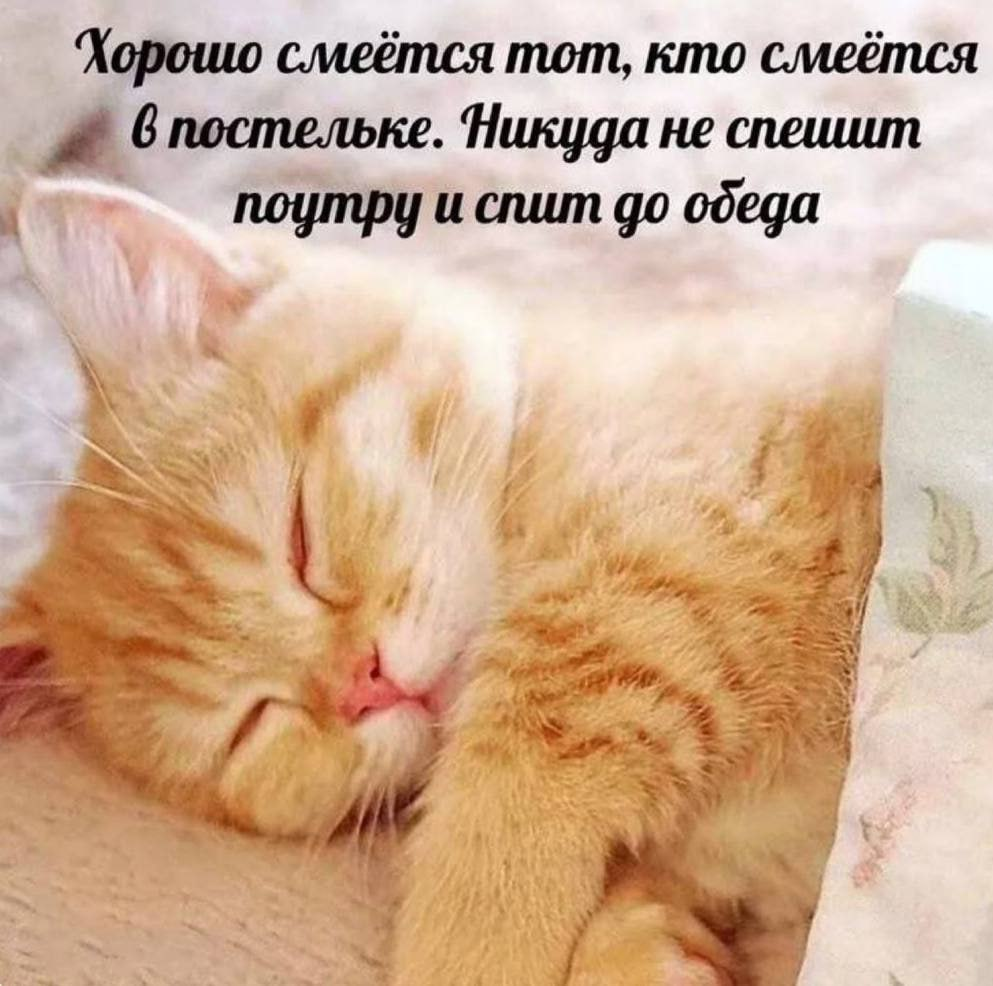 Хорошо смеётся тот, кто смеётся
в постельке. Никуда не спешит
поутру и спит до обеда